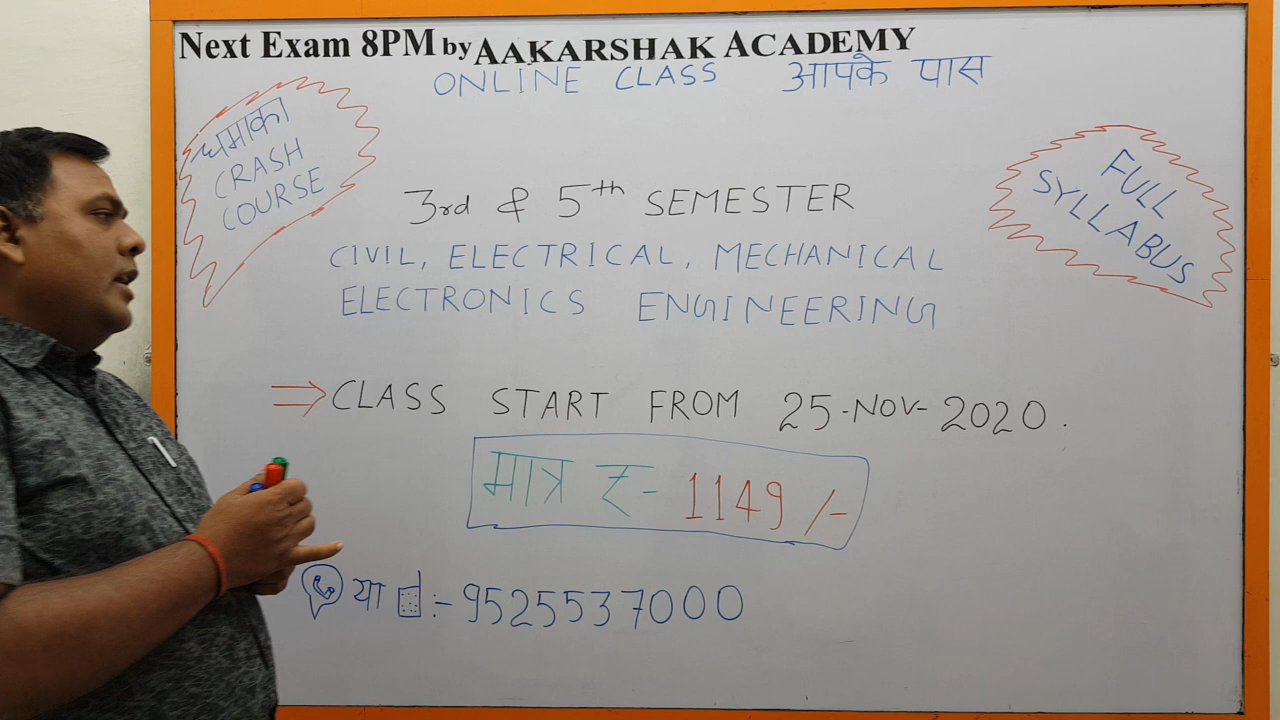 Next Exam 8PM by AAKARSHAK ACADEMY
ONLINE CLASS आपके पास
धमाका
CRASH
COURSE
FULL
SYLLABUS
3rd & 5th SEMESTER
CIVIL, ELECTRICAL, MECHANICAL
ELECTRONICS ENGINEERING
⇒ CLASS START FROM 25-NOV-2020.
मात्र ₹- 1149/-
या :- 9525537000